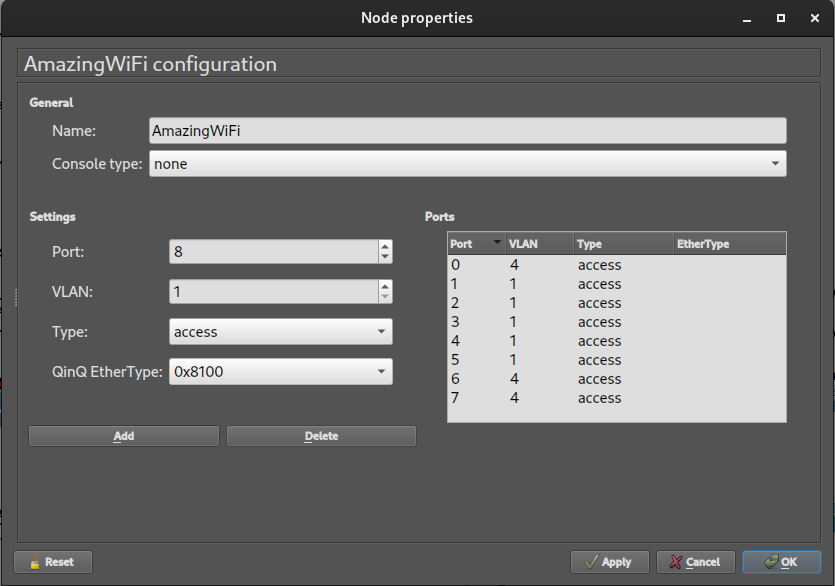 Node properties
AmazingWiFi configuration
General
Name: AmazingWiFi
Console type: none
Settings
Port: 8
VLAN: 1
Type: access
QinQ EtherType: 0x8100
Add Delete
Ports
Port VLAN Type EtherType
0 4 access
1 1 access
2 1 access
3 1 access
4 1 access
5 1 access
6 4 access
7 4 access
Reset Apply Cancel OK